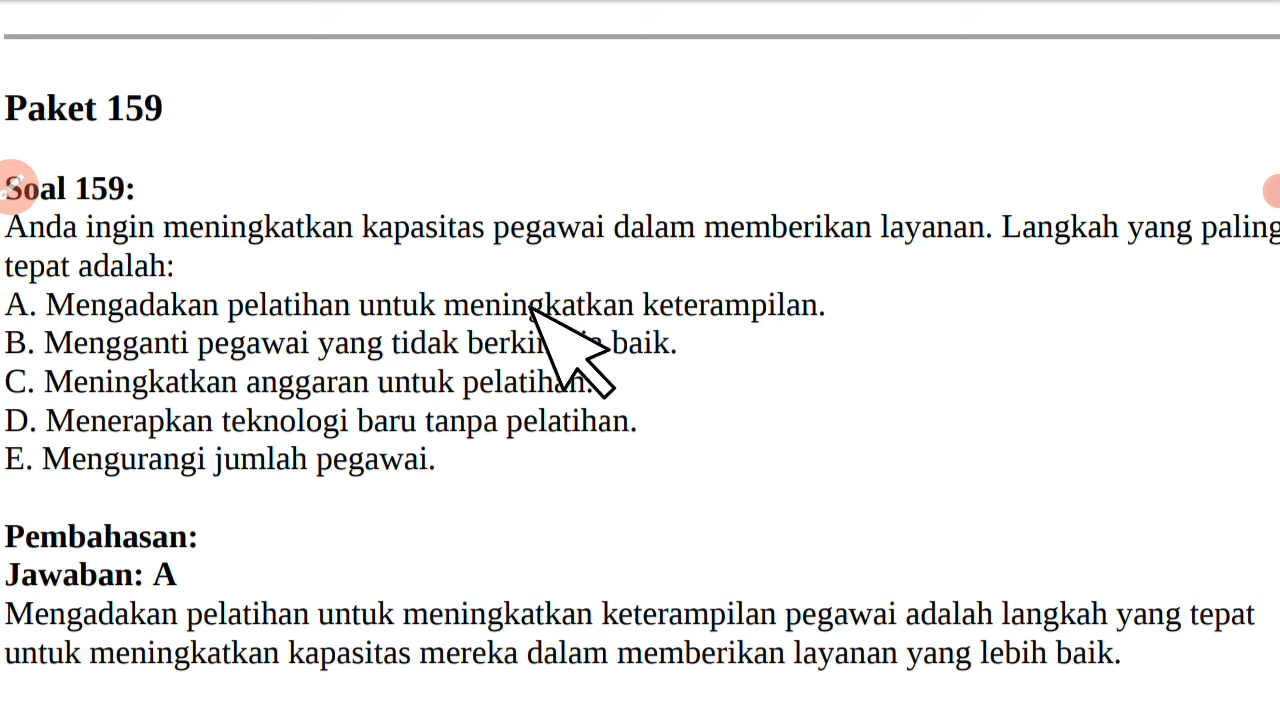 Paket 159
Soal 159:
Anda ingin meningkatkan kapasitas pegawai dalam memberikan layanan. Langkah yang paling
tepat adalah:
A. Mengadakan pelatihan untuk meningkatkan keterampilan.
B. Mengganti pegawai yang tidak baik.
C. Meningkatkan anggaran untuk pelatihan.
D. Menerapkan teknologi baru tanpa pelatihan.
E. Mengurangi jumlah pegawai.
Pembahasan:
Jawaban: A
Mengadakan pelatihan untuk meningkatkan keterampilan pegawai adalah langkah yang tepat
untuk meningkatkan kapasitas mereka dalam memberikan layanan yang lebih baik.